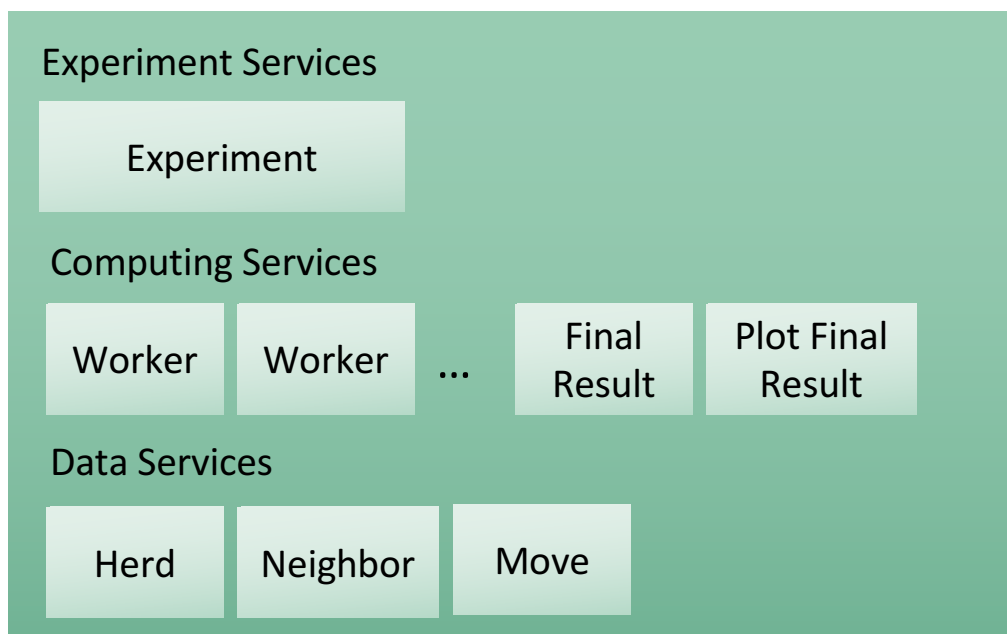 Experiment Services
Experiment
Computing Services
Worker
Worker
...
Final
Result
Plot Final
Result
Data Services
Herd
Neighbor
Move